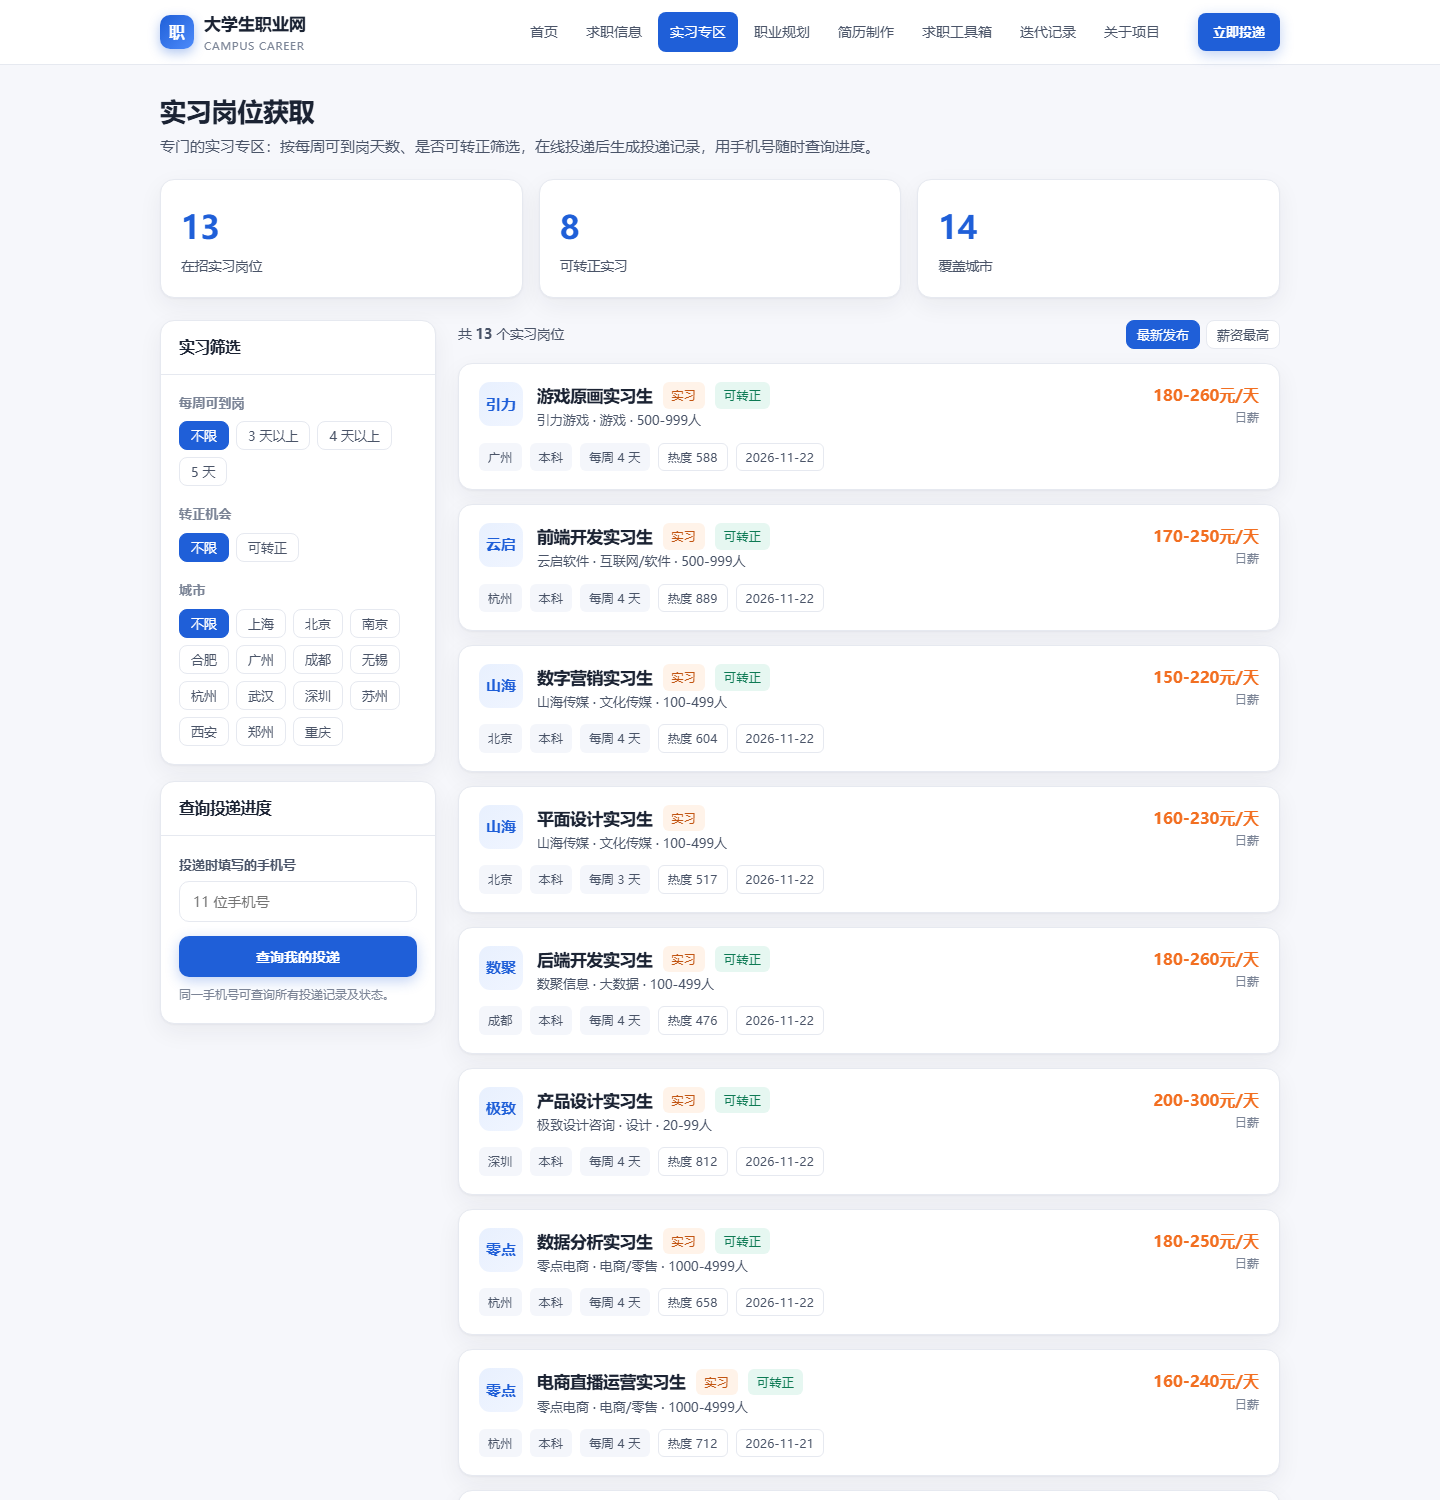 职
大学生职业网
CAMPUS CAREER
首页 求职信息 实习专区 职业规划 简历制作 求职工具箱 迭代记录 关于项目 立即投递
实习岗位获取
专门的实习专区：按每周可到岗天数、是否可转正筛选，在线投递后生成投递记录，用手机号随时查询进度。
13
在招实习岗位
8
可转正实习
14
覆盖城市
实习筛选
每周可到岗
不限 3 天以上 4 天以上
5 天
转正机会
不限 可转正
城市
不限 上海 北京 南京
合肥 广州 成都 无锡
杭州 武汉 深圳 苏州
西安 郑州 重庆
查询投递进度
投递时填写的手机号
11 位手机号
查询我的投递
同一手机号可查询所有投递记录及状态。
共 13 个实习岗位
最新发布 薪资最高
引力 游戏原画实习生 实习 可转正 180-260元/天
引力游戏 · 游戏 · 500-999人 日薪
广州 本科 每周 4 天 热度 588 2026-11-22
云启 前端开发实习生 实习 可转正 170-250元/天
云启软件 · 互联网/软件 · 500-999人 日薪
杭州 本科 每周 4 天 热度 889 2026-11-22
山海 数字营销实习生 实习 可转正 150-220元/天
山海传媒 · 文化传媒 · 100-499人 日薪
北京 本科 每周 4 天 热度 604 2026-11-22
山海 平面设计实习生 实习 160-230元/天
山海传媒 · 文化传媒 · 100-499人 日薪
北京 本科 每周 3 天 热度 517 2026-11-22
数聚 后端开发实习生 实习 可转正 180-260元/天
数聚信息 · 大数据 · 100-499人 日薪
成都 本科 每周 4 天 热度 476 2026-11-22
极致 产品设计实习生 实习 可转正 200-300元/天
极致设计咨询 · 设计 · 20-99人 日薪
深圳 本科 每周 4 天 热度 812 2026-11-22
零点 数据分析实习生 实习 可转正 180-250元/天
零点电商 · 电商/零售 · 1000-4999人 日薪
杭州 本科 每周 4 天 热度 658 2026-11-22
零点 电商直播运营实习生 实习 可转正 160-240元/天
零点电商 · 电商/零售 · 1000-4999人 日薪
杭州 本科 每周 4 天 热度 712 2026-11-21